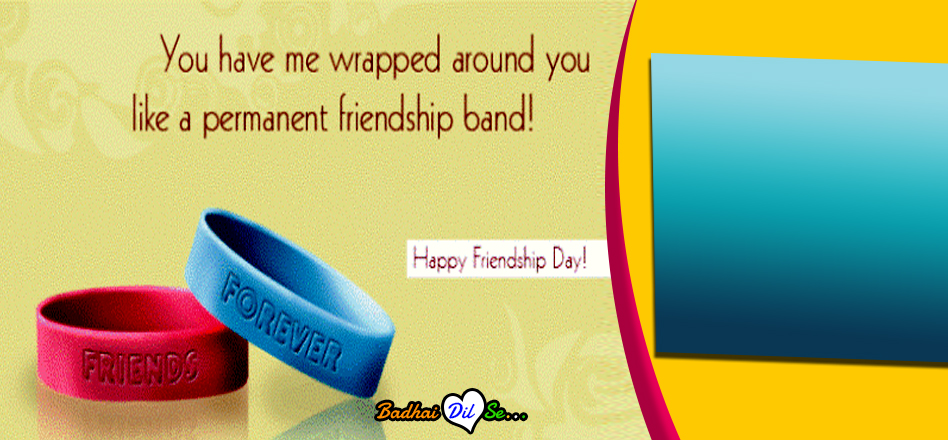 You have me wrapped around you
like a permanent friendship band!
Happy Friendship Day!
FOREVER
FRIENDS
Badhai Dil Se...